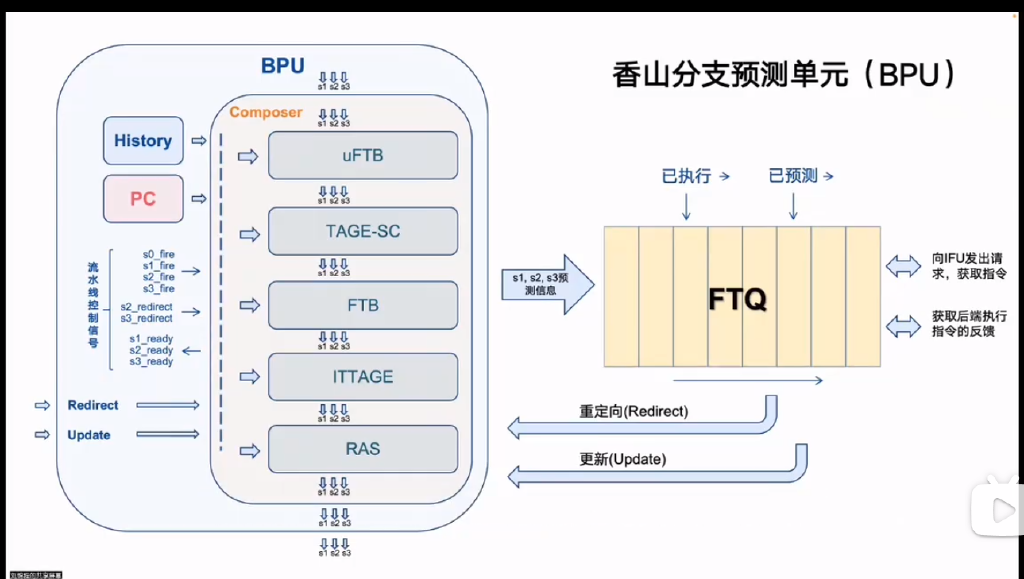 香山分支预测单元（BPU）
BPU
s1 s2 s3
Composer
s1 s2 s3
History
PC
uFTB
s1 s2 s3
TAGE-SC
s1 s2 s3
FTB
s1 s2 s3
ITTAGE
s1 s2 s3
RAS
s1 s2 s3
s1 s2 s3
s1 s2 s3
流水线控制信号
s0_fire
s1_fire
s2_fire
s3_fire
s2_redirect
s3_redirect
s1_ready
s2_ready
s3_ready
Redirect
Update
s1, s2, s3预
测信息
已执行
已预测
FTQ
向IFU发出请
求，获取指令
获取后端执行
指令的反馈
重定向(Redirect)
更新(Update)